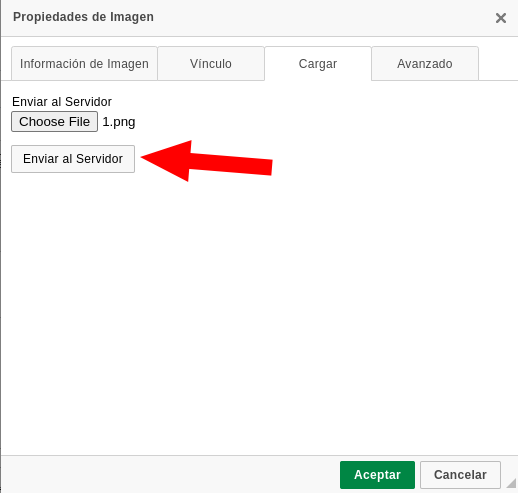 Propiedades de Imagen
Información de Imagen Vínculo Cargar Avanzado
Enviar al Servidor
Choose File 1.png
Enviar al Servidor
Aceptar Cancelar